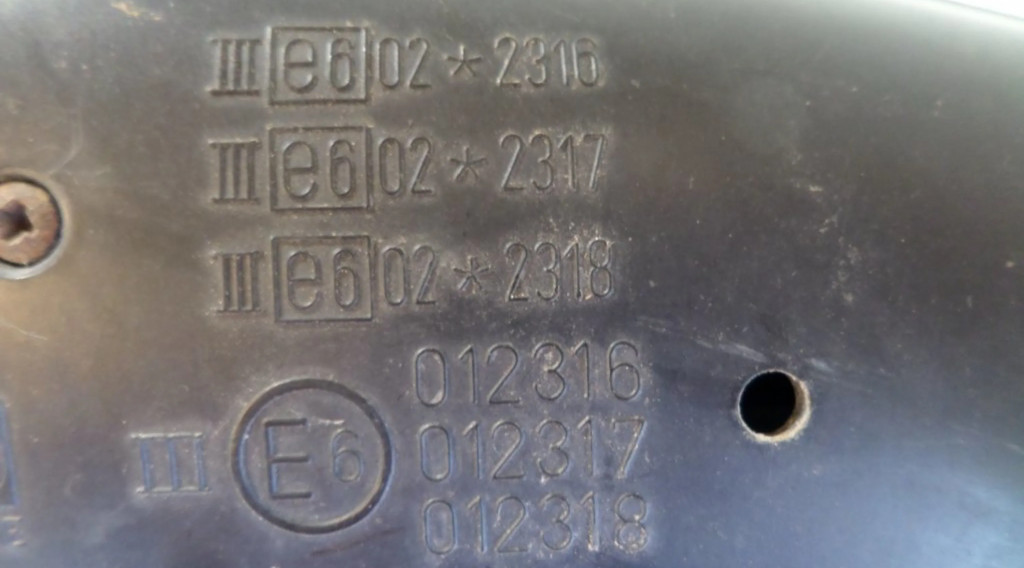 III e6 02 * 2316
III e6 02 * 2317
III e6 02 * 2318
012316
III E6 012317
012318